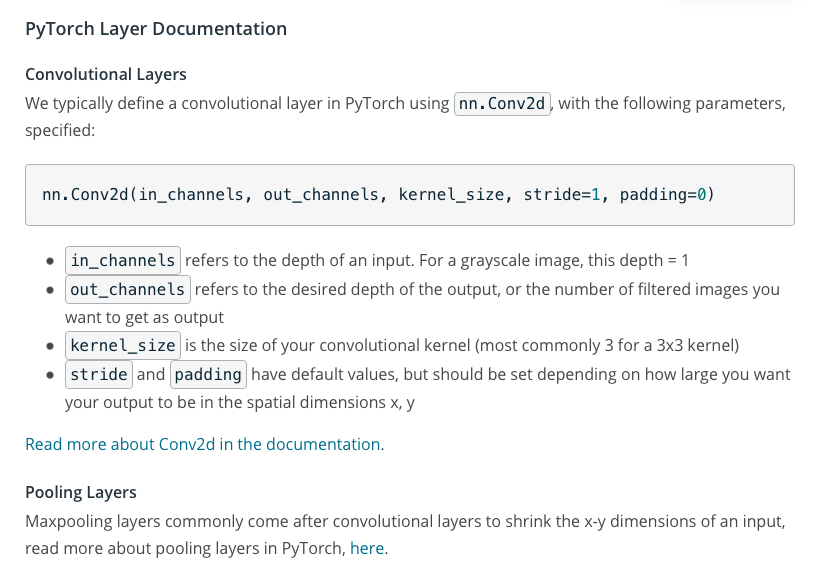 PyTorch Layer Documentation
Convolutional Layers
We typically define a convolutional layer in PyTorch using nn.Conv2d, with the following parameters,
specified:
nn.Conv2d(in_channels, out_channels, kernel_size, stride=1, padding=0)
• in_channels refers to the depth of an input. For a grayscale image, this depth = 1
• out_channels refers to the desired depth of the output, or the number of filtered images you
want to get as output
• kernel_size is the size of your convolutional kernel (most commonly 3 for a 3x3 kernel)
• stride and padding have default values, but should be set depending on how large you want
your output to be in the spatial dimensions x, y
Read more about Conv2d in the documentation.
Pooling Layers
Maxpooling layers commonly come after convolutional layers to shrink the x-y dimensions of an input,
read more about pooling layers in PyTorch, here.